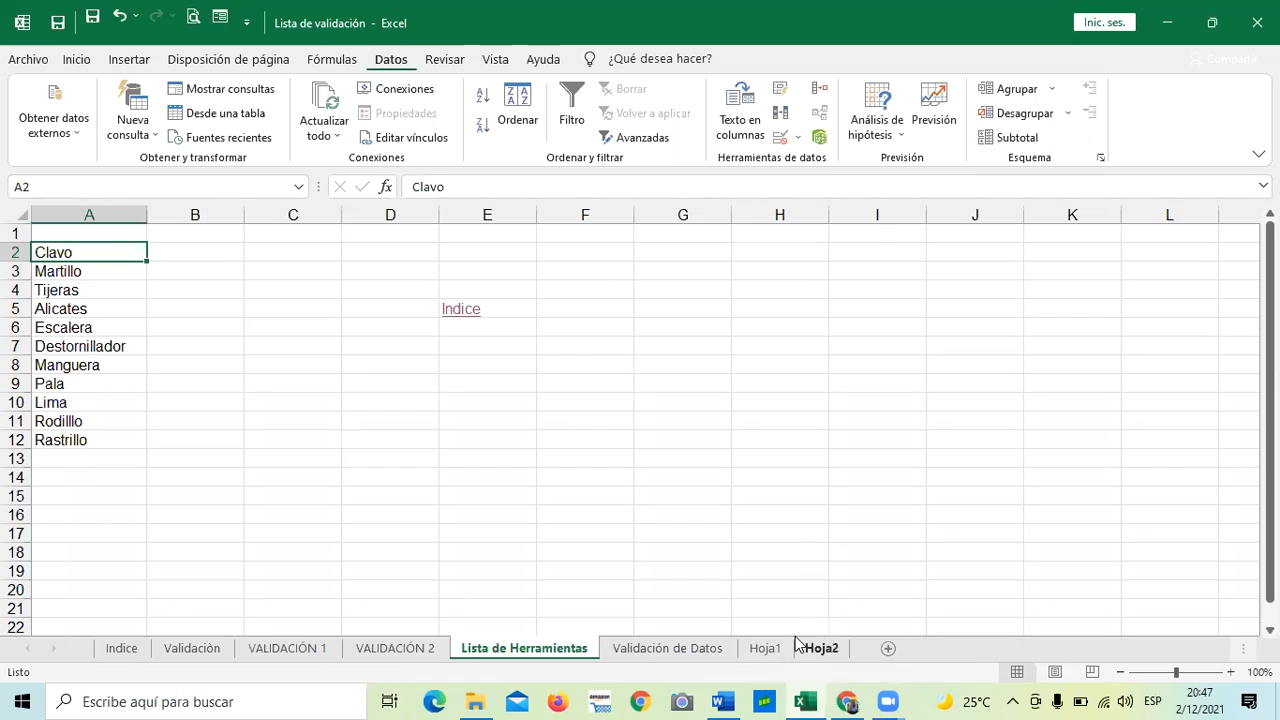 Lista de validación - Excel
Inic. ses.
Archivo Inicio Insertar Disposición de página Fórmulas Datos Revisar Vista Ayuda ¿Qué desea hacer? Compartir
Obtener datos externos
Nueva consulta
Mostrar consultas
Desde una tabla
Fuentes recientes
Obtener y transformar
Actualizar todo
Conexiones
Propiedades
Editar vínculos
Conexiones
Ordenar
Filtro
Borrar
Volver a aplicar
Avanzadas
Ordenar y filtrar
Texto en columnas
Herramientas de datos
Análisis de hipótesis
Previsión
Previsión
Agrupar
Desagrupar
Subtotal
Esquema
A2 fx Clavo
A B C D E F G H I J K L
1
2 Clavo
3 Martillo
4 Tijeras
5 Alicates Indice
6 Escalera
7 Destornillador
8 Manguera
9 Pala
10 Lima
11 Rodilllo
12 Rastrillo
13
14
15
16
17
18
19
20
21
22
Indice Validación VALIDACIÓN 1 VALIDACIÓN 2 Lista de Herramientas Validación de Datos Hoja1 Hoja2
Listo 100%
Escribe aquí para buscar 25°C ESP 20:47
2/12/2021